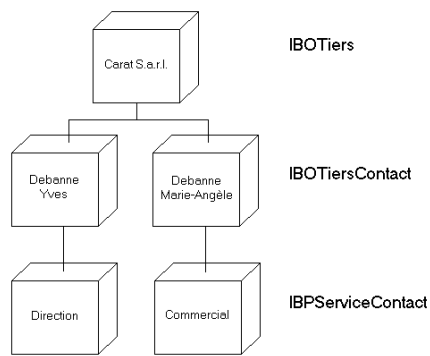 IBOTiers
Carat S.a.r.l.
IBOTiersContact
Debanne
Yves
Debanne
Marie-Angèle
IBPServiceContact
Direction
Commercial